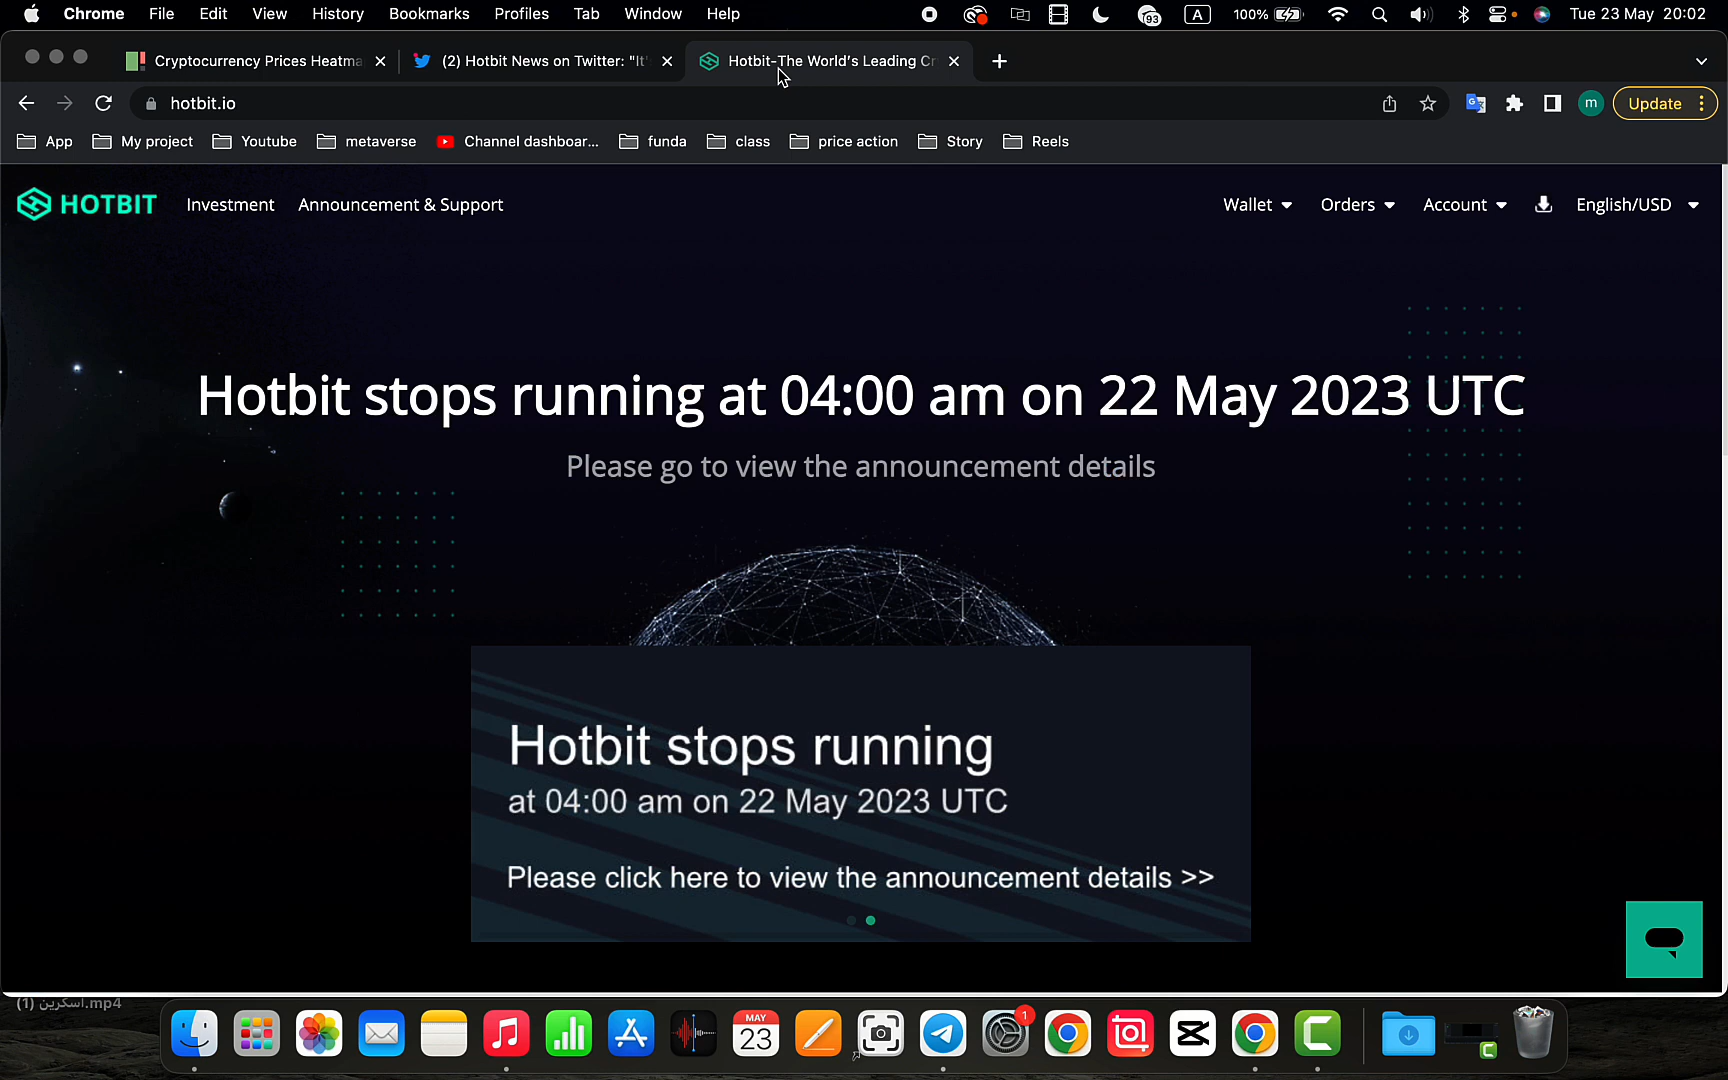 Chrome File Edit View History Bookmarks Profiles Tab Window Help 93 A 100% Tue 23 May 20:02
Cryptocurrency Prices Heatma (2) Hotbit News on Twitter: "It' Hotbit-The World's Leading Cr
hotbit.io G m Update
App My project Youtube metaverse Channel dashboar... funda class price action Story Reels
HOTBIT Investment Announcement & Support Wallet Orders Account English/USD
Hotbit stops running at 04:00 am on 22 May 2023 UTC
Please go to view the announcement details
Hotbit stops running
at 04:00 am on 22 May 2023 UTC
Please click here to view the announcement details >>
اسکرین (1).mp4
MAY
23
1